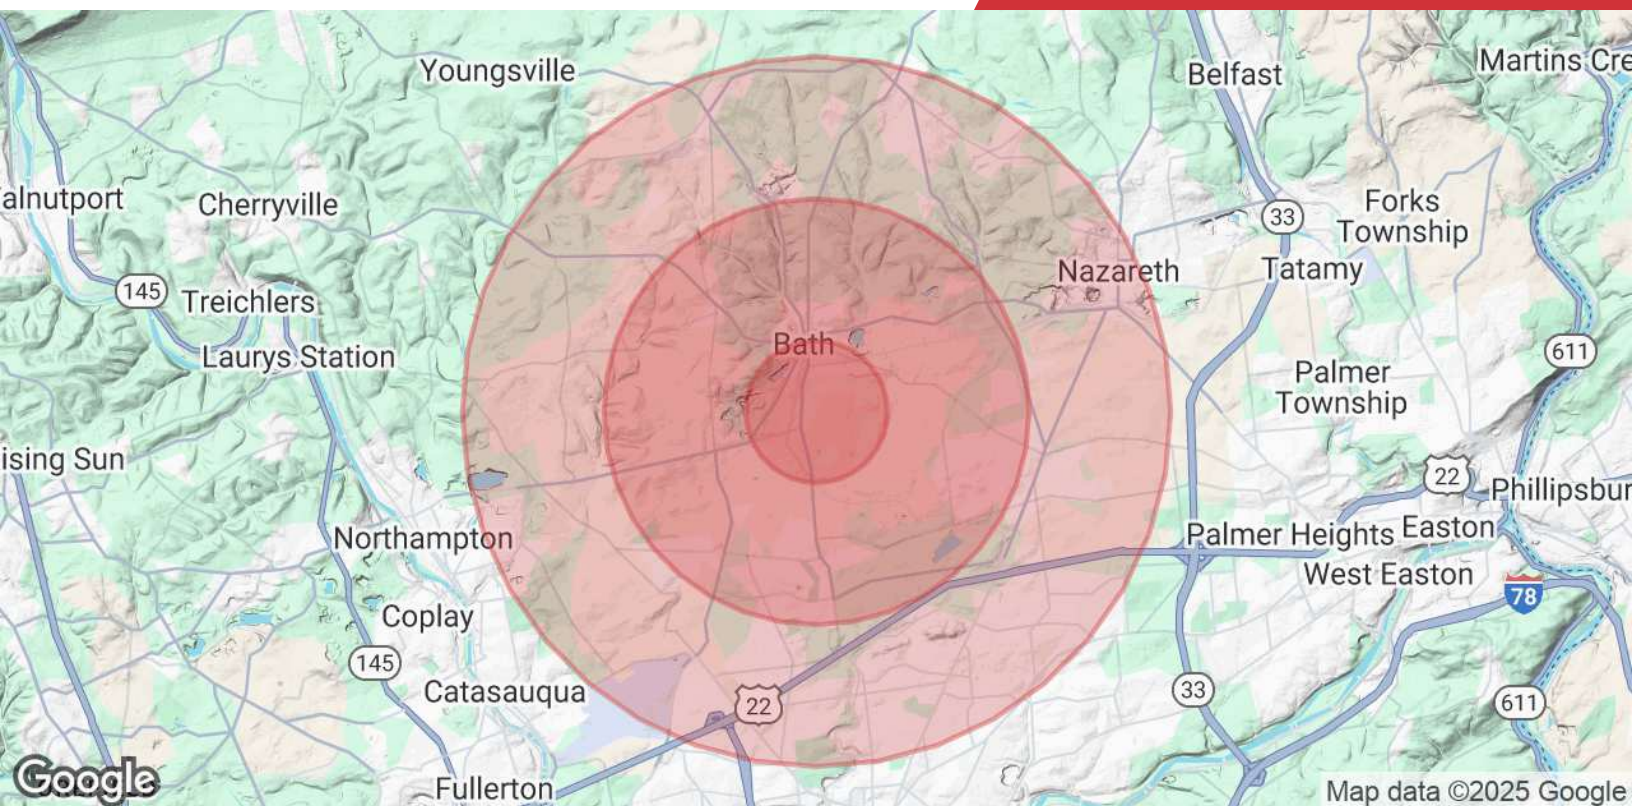 Youngsville
Belfast
Martins Cre
alnutport
Cherryville
33
Forks
Township
Nazareth
Tatamy
145
Treichlers
Bath
Laurys Station
611
Palmer
Township
ising Sun
22
Phillipsbur
Northampton
Palmer Heights
Easton
West Easton
78
Coplay
145
Catasauqua
22
33
611
Google
Fullerton
Map data ©2025 Google